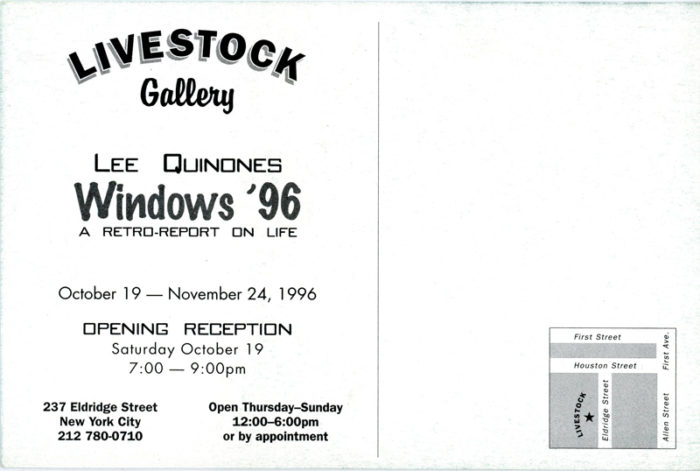 LIVESTOCK
Gallery
LEE QUINONES
Windows '96
A RETRO-REPORT ON LIFE
October 19 — November 24, 1996
OPENING RECEPTION
Saturday October 19
7:00 — 9:00pm
237 Eldridge Street
New York City
212 780-0710
Open Thursday–Sunday
12:00–6:00pm
or by appointment
First Street
First Ave.
Houston Street
LIVESTOCK
Eldridge Street
Allen Street